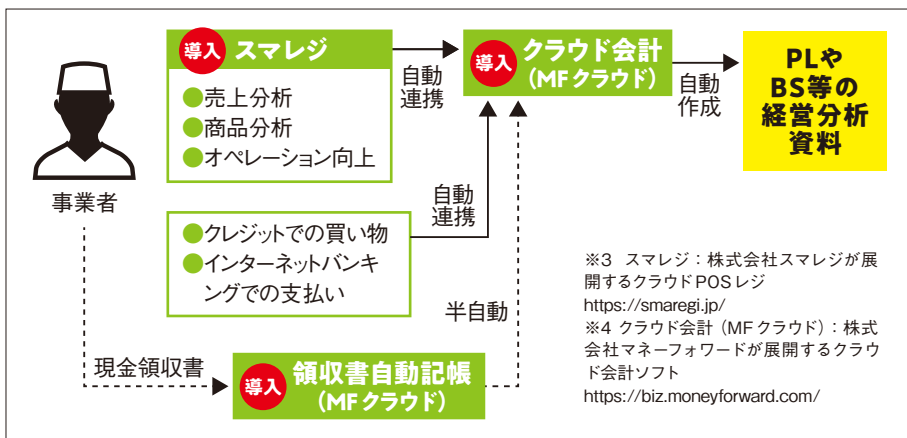 導入 スマレジ
●売上分析
●商品分析
●オペレーション向上
事業者
自動
連携
導入 クラウド会計
(MFクラウド)
自動
作成
PLや
BS等の
経営分析
資料
●クレジットでの買い物
●インターネットバンキ
ングでの支払い
自動
連携
半自動
現金領収書
導入 領収書自動記帳
(MFクラウド)
※3 スマレジ:株式会社スマレジが展
開するクラウドPOSレジ
https://smaregi.jp/
※4 クラウド会計(MFクラウド):株式
会社マネーフォワードが展開するクラウ
ド会計ソフト
https://biz.moneyforward.com/